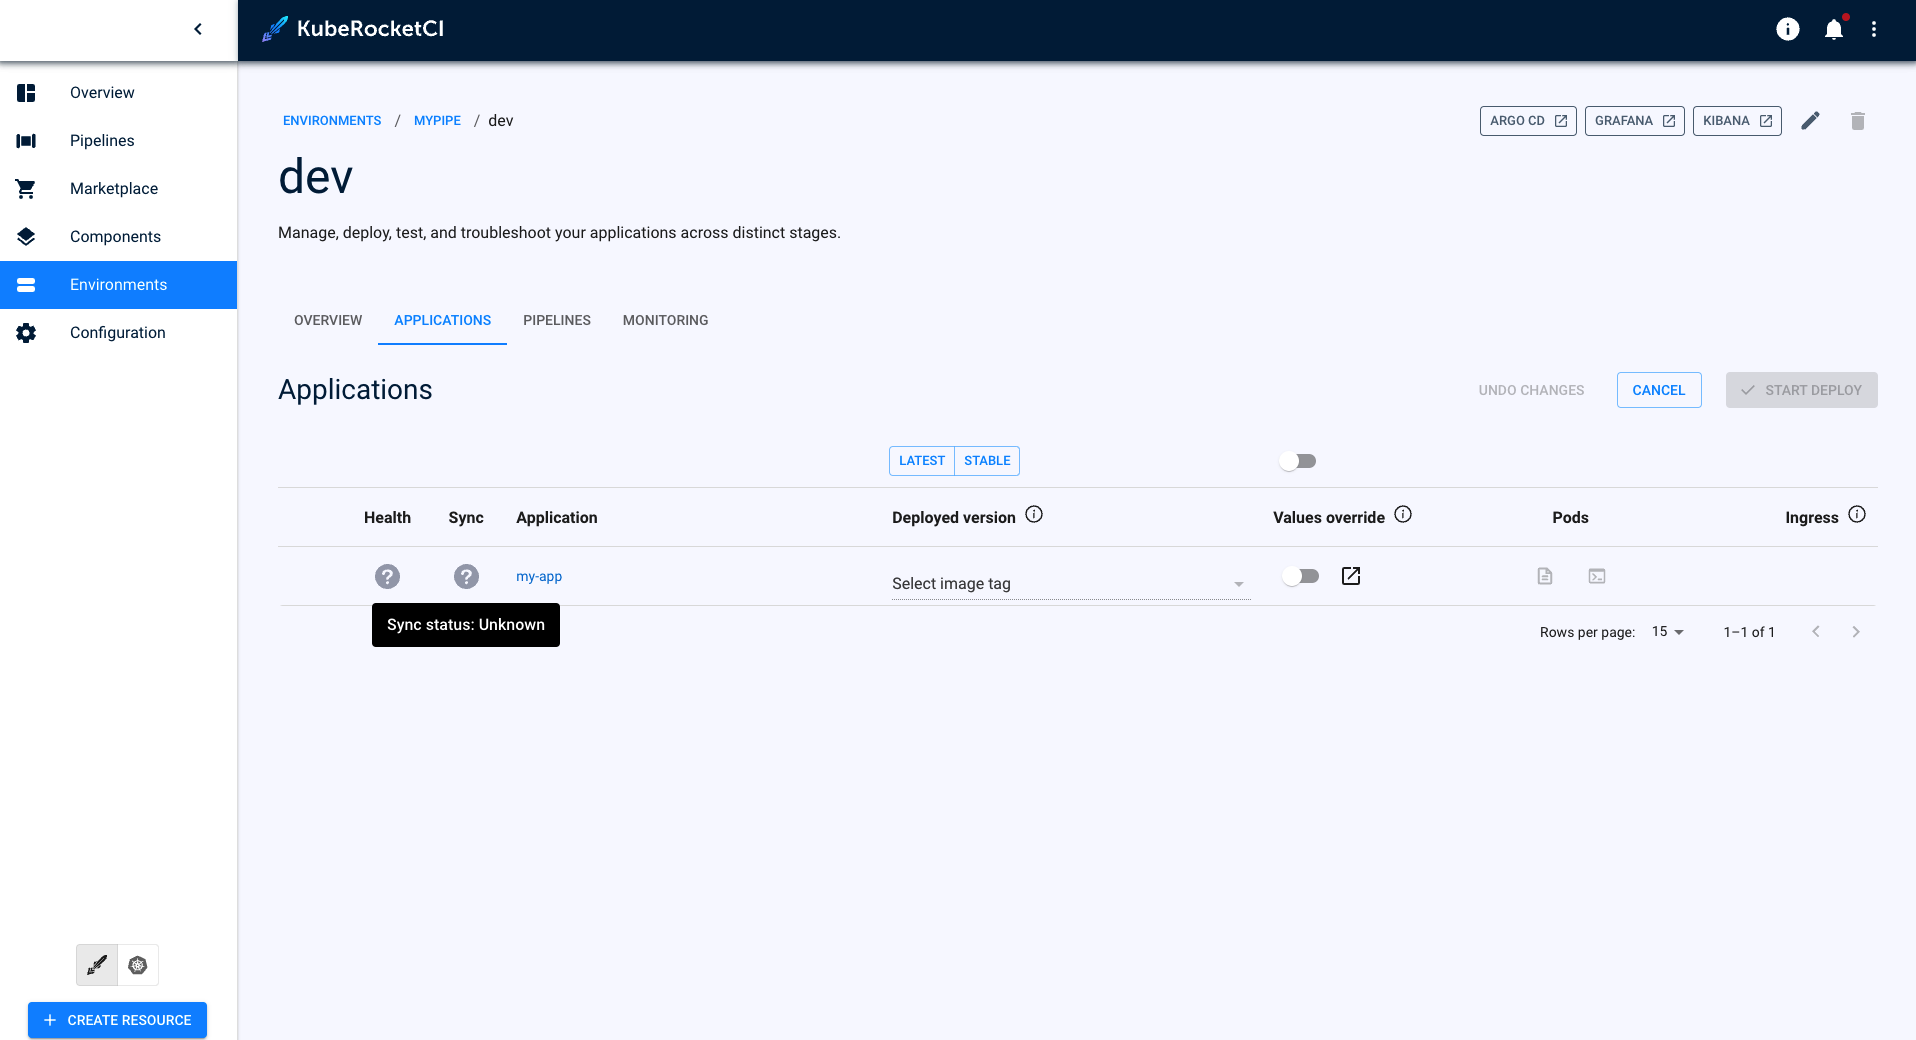 KubeRocketCI
Overview
Pipelines
Marketplace
Components
Environments
Configuration
CREATE RESOURCE
ENVIRONMENTS / MYPIPE / dev
ARGO CD GRAFANA KIBANA
dev
Manage, deploy, test, and troubleshoot your applications across distinct stages.
OVERVIEW APPLICATIONS PIPELINES MONITORING
Applications
UNDO CHANGES CANCEL START DEPLOY
LATEST STABLE
Health Sync Application Deployed version Values override Pods Ingress
my-app Select image tag
Sync status: Unknown
Rows per page: 15 1–1 of 1